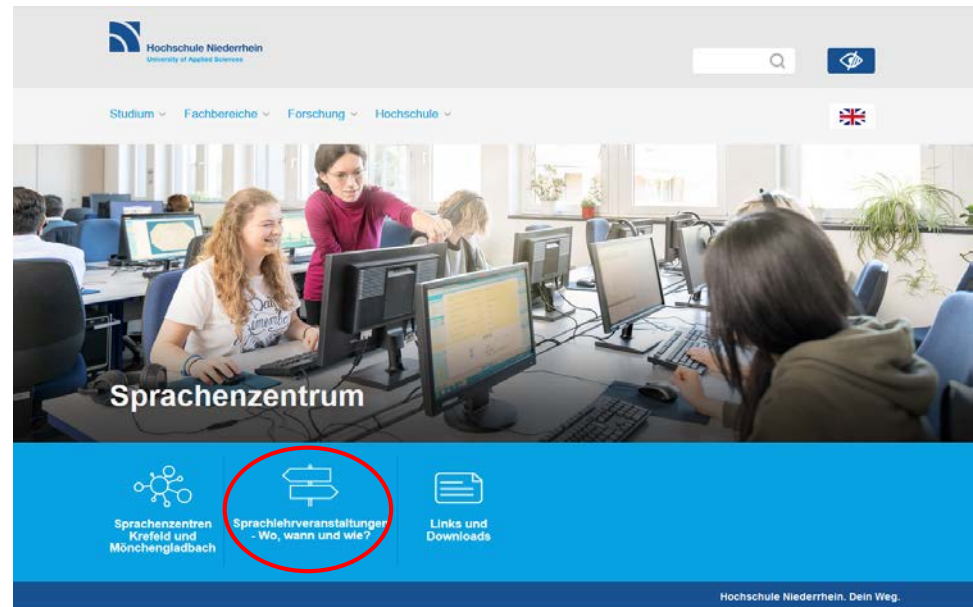 Hochschule Niederrhein
University of Applied Sciences
Studium
Fachbereiche
Forschung
Hochschule
Sprachenzentrum
Sprachenzentren
Krefeld und
Mönchengladbach
Sprachlehrveranstaltungen
- Wo, wann und wie?
Links und
Downloads
Hochschule Niederrhein. Dein Weg.